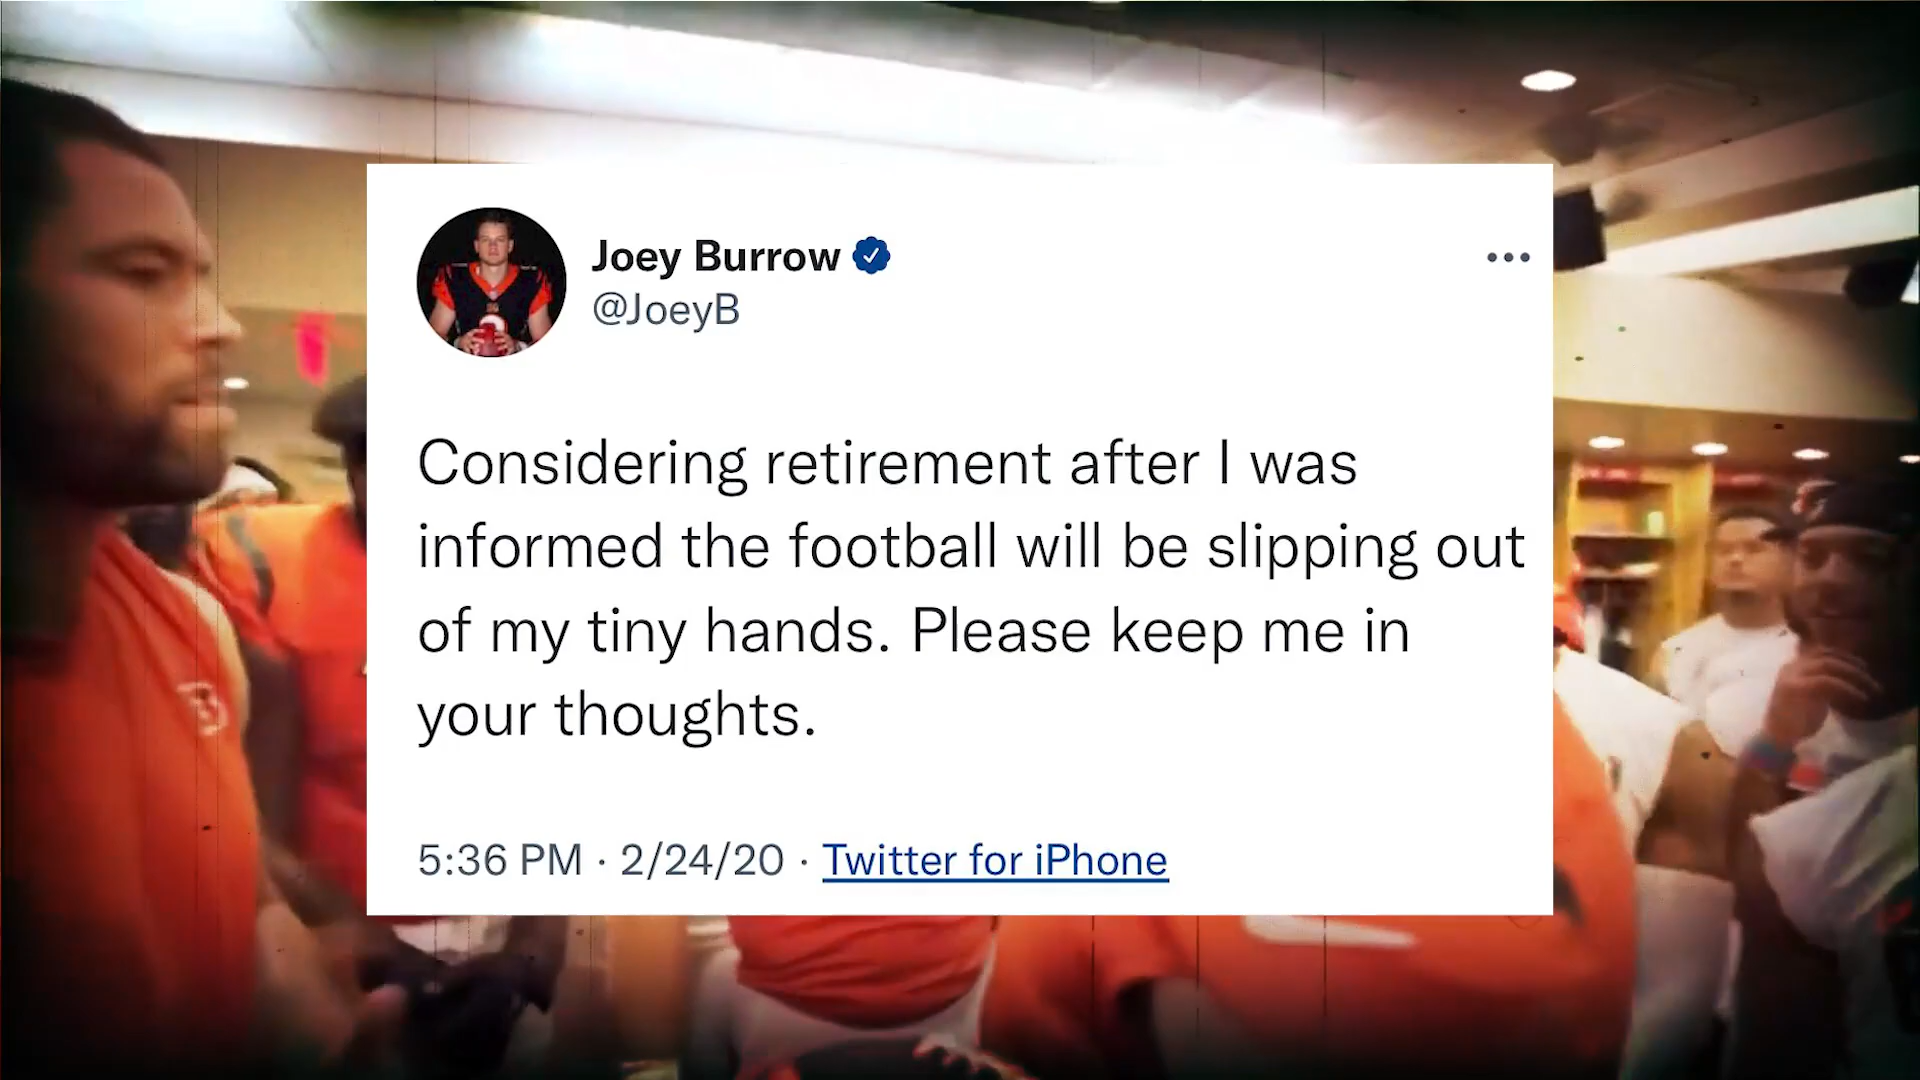 Joey Burrow
@JoeyB
Considering retirement after I was
informed the football will be slipping out
of my tiny hands. Please keep me in
your thoughts.
5:36 PM · 2/24/20 · Twitter for iPhone